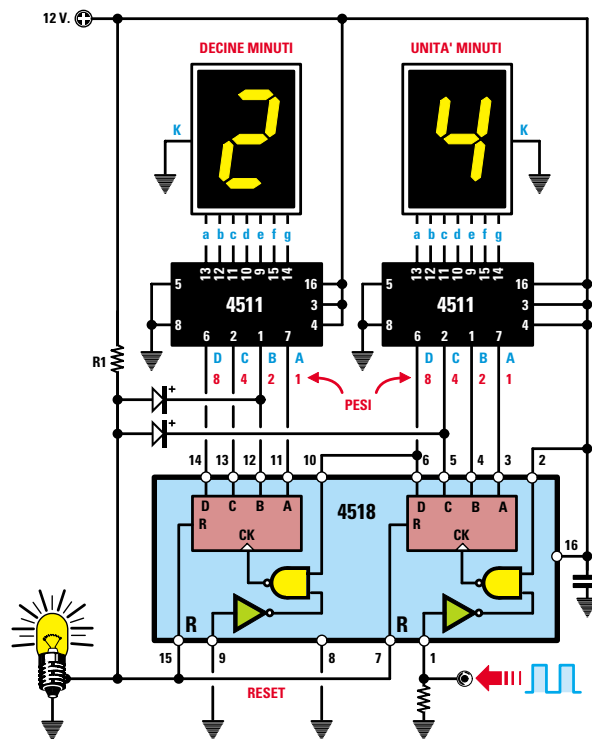 12 V.
DECINE MINUTI UNITA' MINUTI
K K
a b c d e f g a b c d e f g
13 12 11 10 9 15 14 13 12 11 10 9 15 14
5 4511 16 5 4511 16
3 3
8 4 8 4
6 2 1 7 6 2 1 7
D C B A D C B A
R1 8 4 2 1 8 4 2 1
PESI
+
+
14 13 12 11 10 6 5 4 3 2
D C B A 4518 D C B A
R R
CK CK 16
R R
15 9 8 7 1
RESET